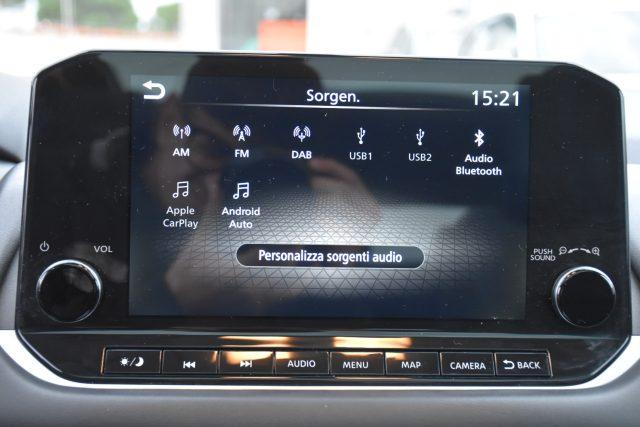 Sorgen.
15:21
AM
FM
DAB
USB1
USB2
Audio
Bluetooth
Apple
CarPlay
Android
Auto
Personalizza sorgenti audio
VOL
PUSH
SOUND
AUDIO
MENU
MAP
CAMERA
BACK